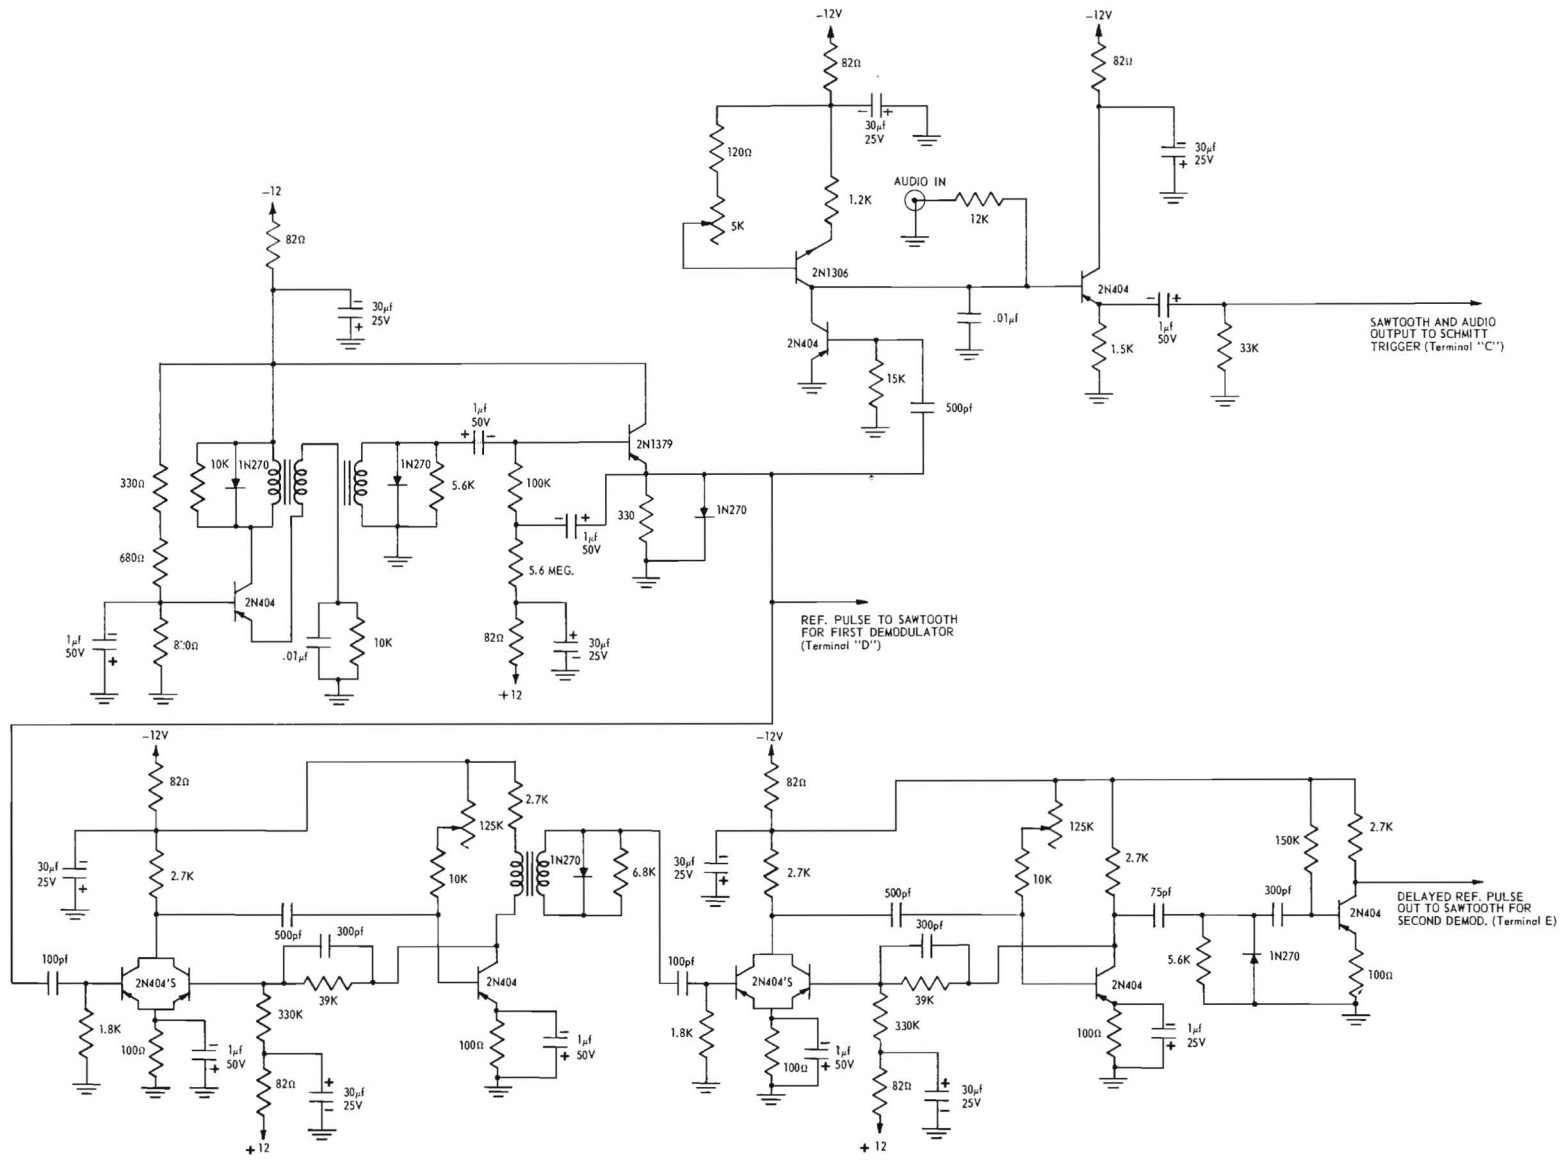 -12V
82Ω
30μf
25V
120Ω
5K
1.2K
2N1306
AUDIO IN
12K
-12V
82Ω
30μf
25V
2N404
.01μf
1μf
50V
1.5K
33K
SAWTOOTH AND AUDIO
OUTPUT TO SCHMITT
TRIGGER (Terminal "C")
2N404
15K
500pf
-12
82Ω
30μf
25V
10K
1N270
330Ω
680Ω
2N404
1μf
50V
.01μf
10K
1N270
5.6K
1μf
50V
2N1379
100K
1μf
50V
330
1N270
5.6 MEG.
82Ω
30μf
25V
+12
REF. PULSE TO SAWTOOTH
FOR FIRST DEMODULATOR
(Terminal "D")
-12V
82Ω
30μf
25V
2.7K
500pf
10K
125K
2.7K
1N270
6.8K
300pf
39K
100pf
2N404'S
2N404
1.8K
100Ω
1μf
50V
330K
82Ω
30μf
25V
+12
100Ω
1μf
50V
-12V
82Ω
30μf
25V
2.7K
500pf
10K
125K
2.7K
150K
2.7K
300pf
39K
75pf
300pf
2N404
5.6K
1N270
100Ω
DELAYED REF. PULSE
OUT TO SAWTOOTH FOR
SECOND DEMOD. (Terminal E)
100pf
2N404'S
2N404
1.8K
100Ω
1μf
50V
330K
82Ω
30μf
25V
+12
100Ω
1μf
25V